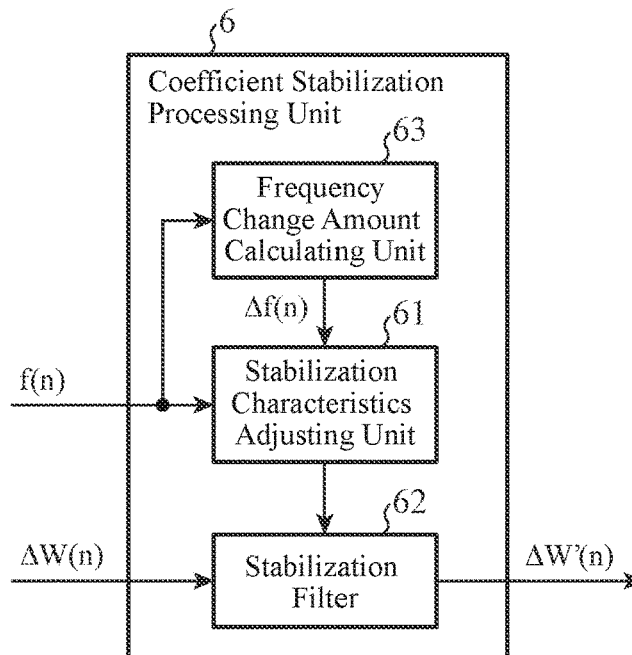 6
Coefficient Stabilization
Processing Unit
63
Frequency
Change Amount
Calculating Unit
Δf(n)
61
f(n)
Stabilization
Characteristics
Adjusting Unit
62
ΔW(n)
Stabilization
Filter
ΔW'(n)